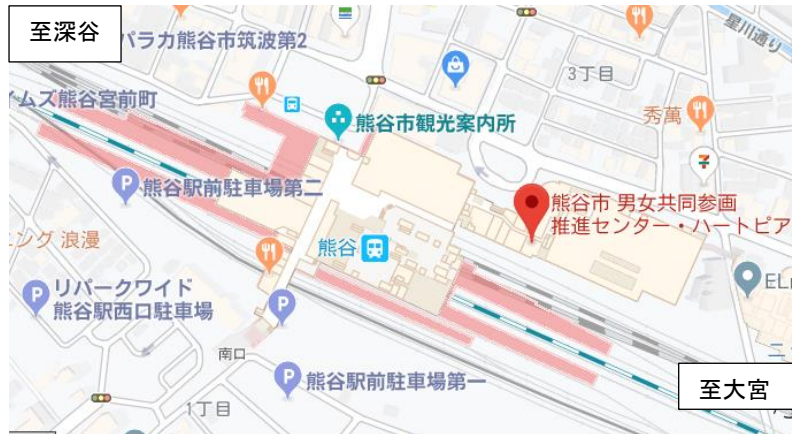 至深谷
パラカ熊谷市筑波第2
星川通り
3丁目
イムズ熊谷宮前町
熊谷市観光案内所
秀萬
P
熊谷駅前駐車場第二
熊谷市 男女共同参画
推進センター・ハートピア
ニング 浪漫
熊谷
P
リパークワイド
熊谷駅西口駐車場
EL
P
南口
P
熊谷駅前駐車場第一
至大宮
1丁目